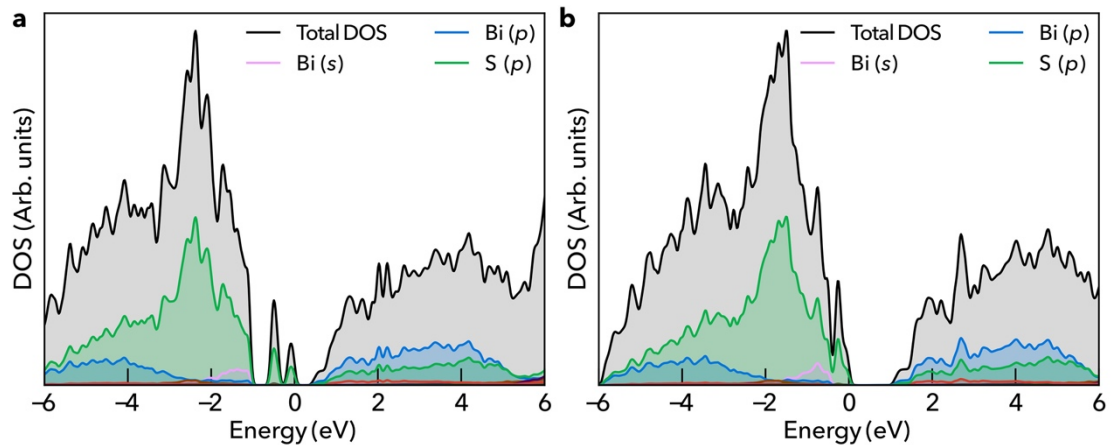 a
Total DOS
Bi (p)
Bi (s)
S (p)
DOS (Arb. units)
−6
−4
−2
0
2
4
6
Energy (eV)
b
Total DOS
Bi (p)
Bi (s)
S (p)
DOS (Arb. units)
−6
−4
−2
0
2
4
6
Energy (eV)